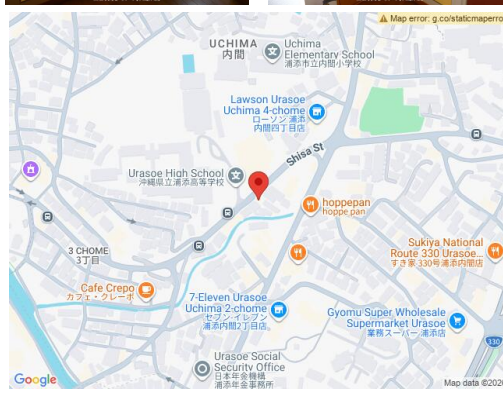 Map error: g.co/staticmaperro
UCHIMA
内間
Uchima
Elementary School
浦添市立内間小学校
Lawson Urasoe
Uchima 4-chome
ローソン 浦添
内間四丁目店
Shisa St
Urasoe High School
沖縄県立浦添高等学校
hoppepan
hoppe pan
3 CHOME
3丁目
Sukiya National
Route 330 Urasoe...
すき家 330号浦添内間店
Cafe Crepo
カフェ・クレーポ
7-Eleven Urasoe
Uchima 2-chome
セブン-イレブン
浦添内間2丁目店
Gyomu Super Wholesale
Supermarket Urasoe
業務スーパー 浦添店
330
Urasoe Social
Security Office
日本年金機構
浦添年金事務所
Google
Map data ©2026